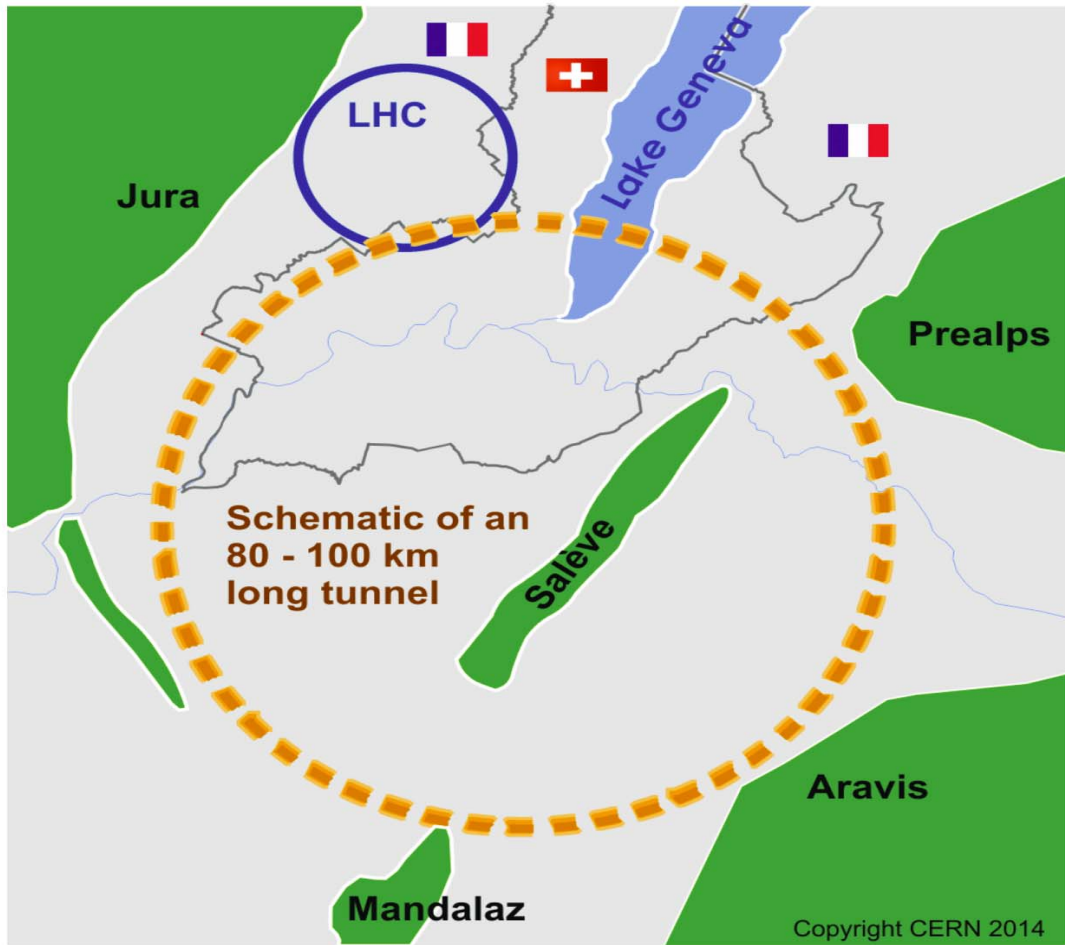 LHC
Lake Geneva
Jura
Prealps
Schematic of an
80 - 100 km
long tunnel
Salève
Aravis
Mandalaz
Copyright CERN 2014